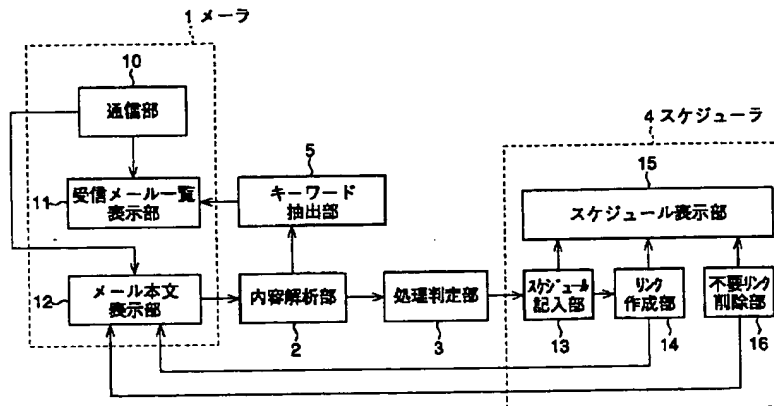 1 メーラ
10
通信部
4 スケジューラ
5
15
11
受信メール一覧
表示部
キーワード
抽出部
スケジュール表示部
12
メール本文
表示部
内容解析部
処理判定部
スケジュール
記入部
リンク
作成部
不要リンク
削除部
2
3
13
14
16